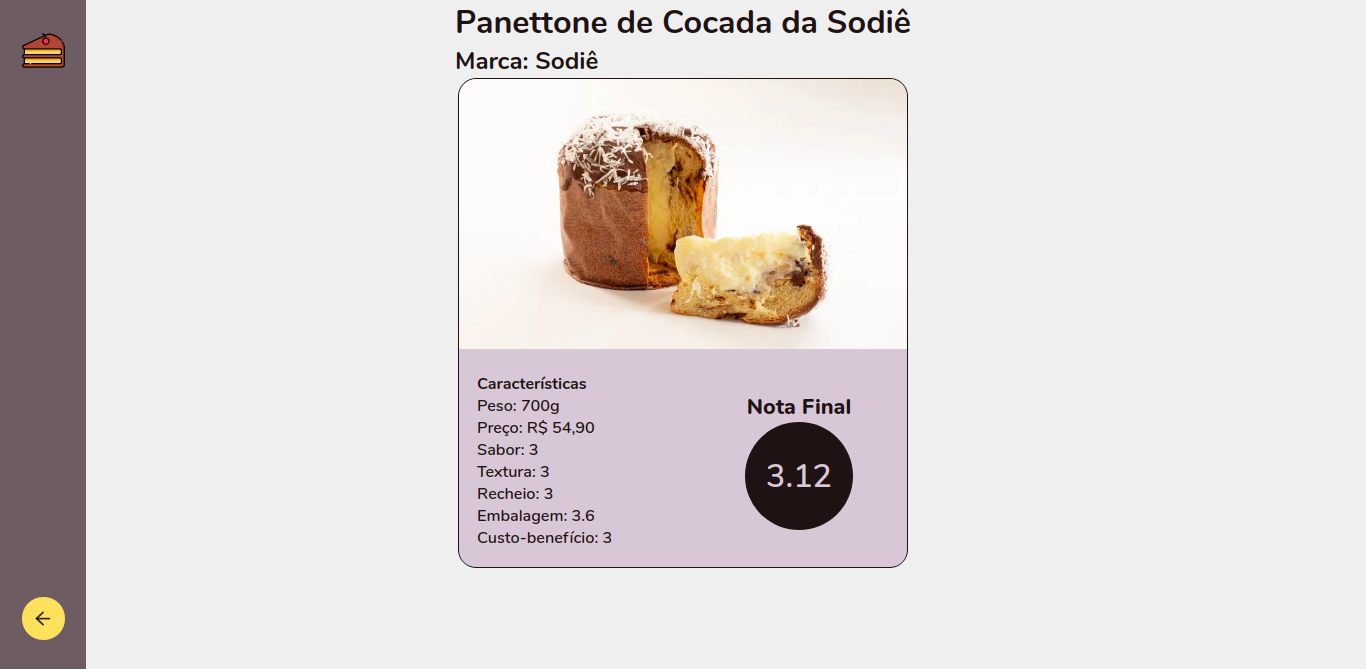 Panettone de Cocada da Sodiê
Marca: Sodiê
Características
Peso: 700g
Preço: R$ 54,90
Sabor: 3
Textura: 3
Recheio: 3
Embalagem: 3.6
Custo-benefício: 3
Nota Final
3.12